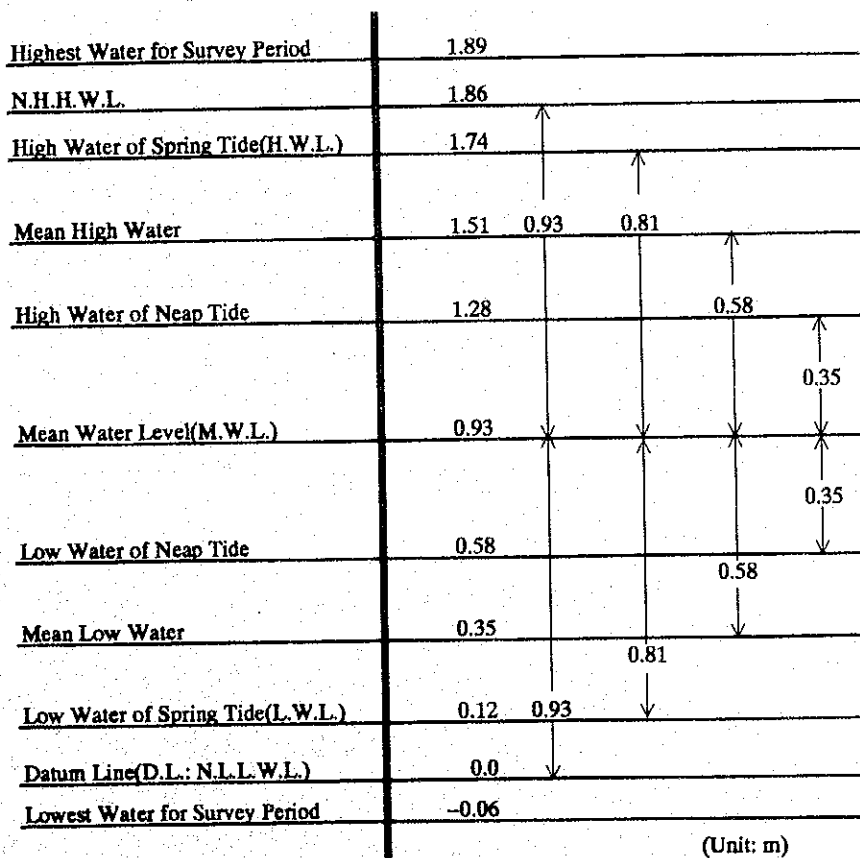 Highest Water for Survey Period 1.89
N.H.H.W.L. 1.86
High Water of Spring Tide(H.W.L.) 1.74
Mean High Water 1.51 0.93 0.81
High Water of Neap Tide 1.28 0.58
0.35
Mean Water Level(M.W.L.) 0.93
0.35
Low Water of Neap Tide 0.58
0.58
Mean Low Water 0.35
0.81
Low Water of Spring Tide(L.W.L.) 0.12 0.93
Datum Line(D.L.: N.L.L.W.L.) 0.0
Lowest Water for Survey Period −0.06
(Unit: m)